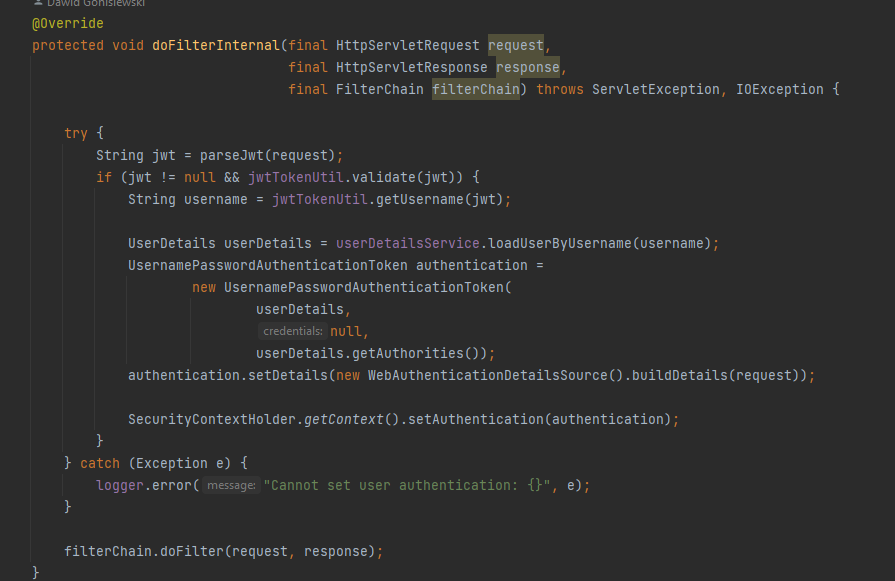 Dawid Gonisiewski
@Override
protected void doFilterInternal(final HttpServletRequest request,
                                final HttpServletResponse response,
                                final FilterChain filterChain) throws ServletException, IOException {

    try {
        String jwt = parseJwt(request);
        if (jwt != null && jwtTokenUtil.validate(jwt)) {
            String username = jwtTokenUtil.getUsername(jwt);

            UserDetails userDetails = userDetailsService.loadUserByUsername(username);
            UsernamePasswordAuthenticationToken authentication =
                    new UsernamePasswordAuthenticationToken(
                            userDetails,
                            credentials: null,
                            userDetails.getAuthorities());
            authentication.setDetails(new WebAuthenticationDetailsSource().buildDetails(request));

            SecurityContextHolder.getContext().setAuthentication(authentication);
        }
    } catch (Exception e) {
        logger.error( message: "Cannot set user authentication: {}", e);
    }

    filterChain.doFilter(request, response);
}